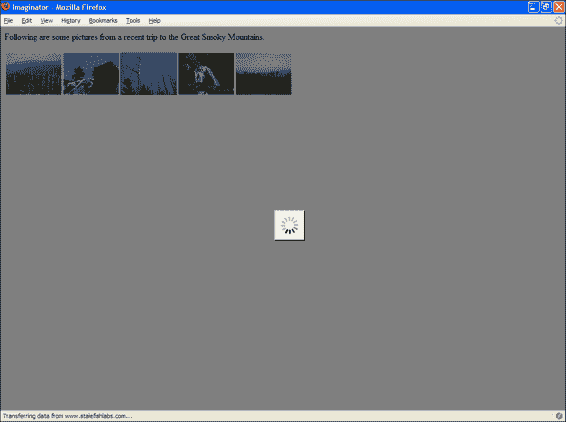 Imaginator - Mozilla Firefox
File Edit View History Bookmarks Tools Help
Following are some pictures from a recent trip to the Great Smoky Mountains.
Transferring data from www.stalefishlabs.com...